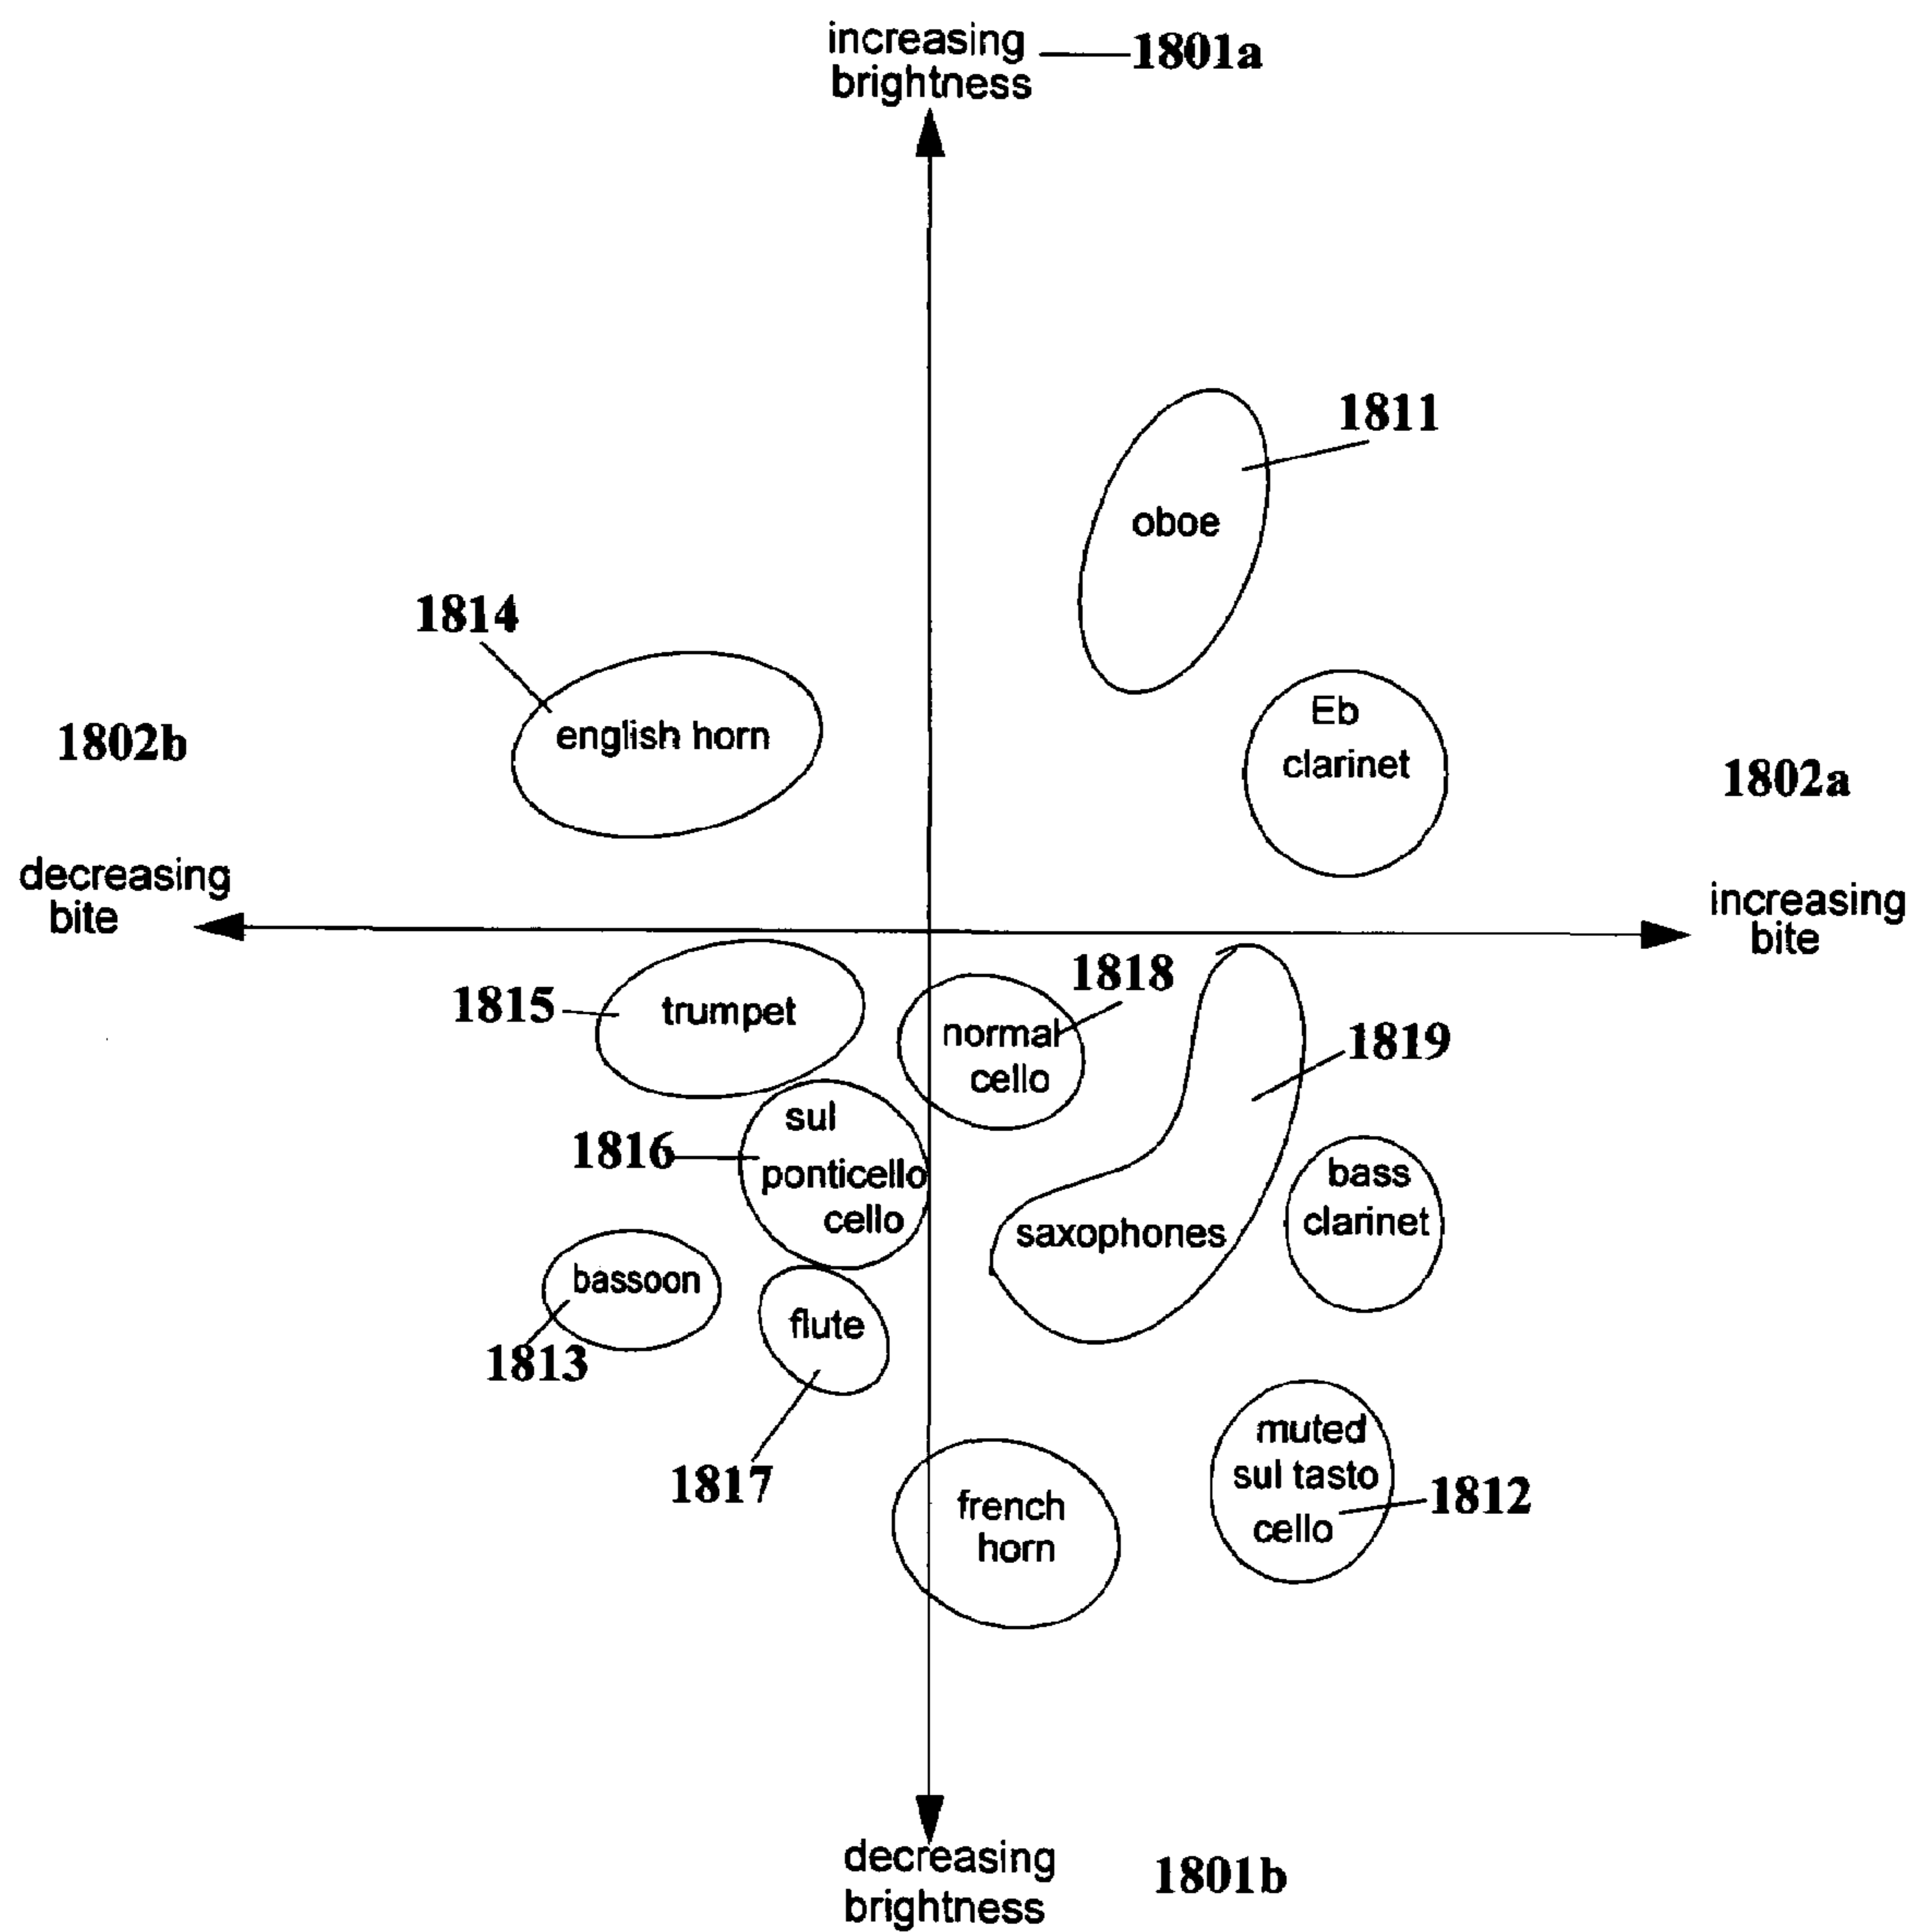 increasing
brightness
1801a
1811
oboe
1814
english horn
Eb
clarinet
1802b
1802a
decreasing
bite
increasing
bite
1815
trumpet
1818
normal
cello
1819
sul
ponticello
cello
1816
saxophones
bass
clarinet
bassoon
1813
flute
1817
french
horn
muted
sul tasto
cello
1812
decreasing
brightness
1801b